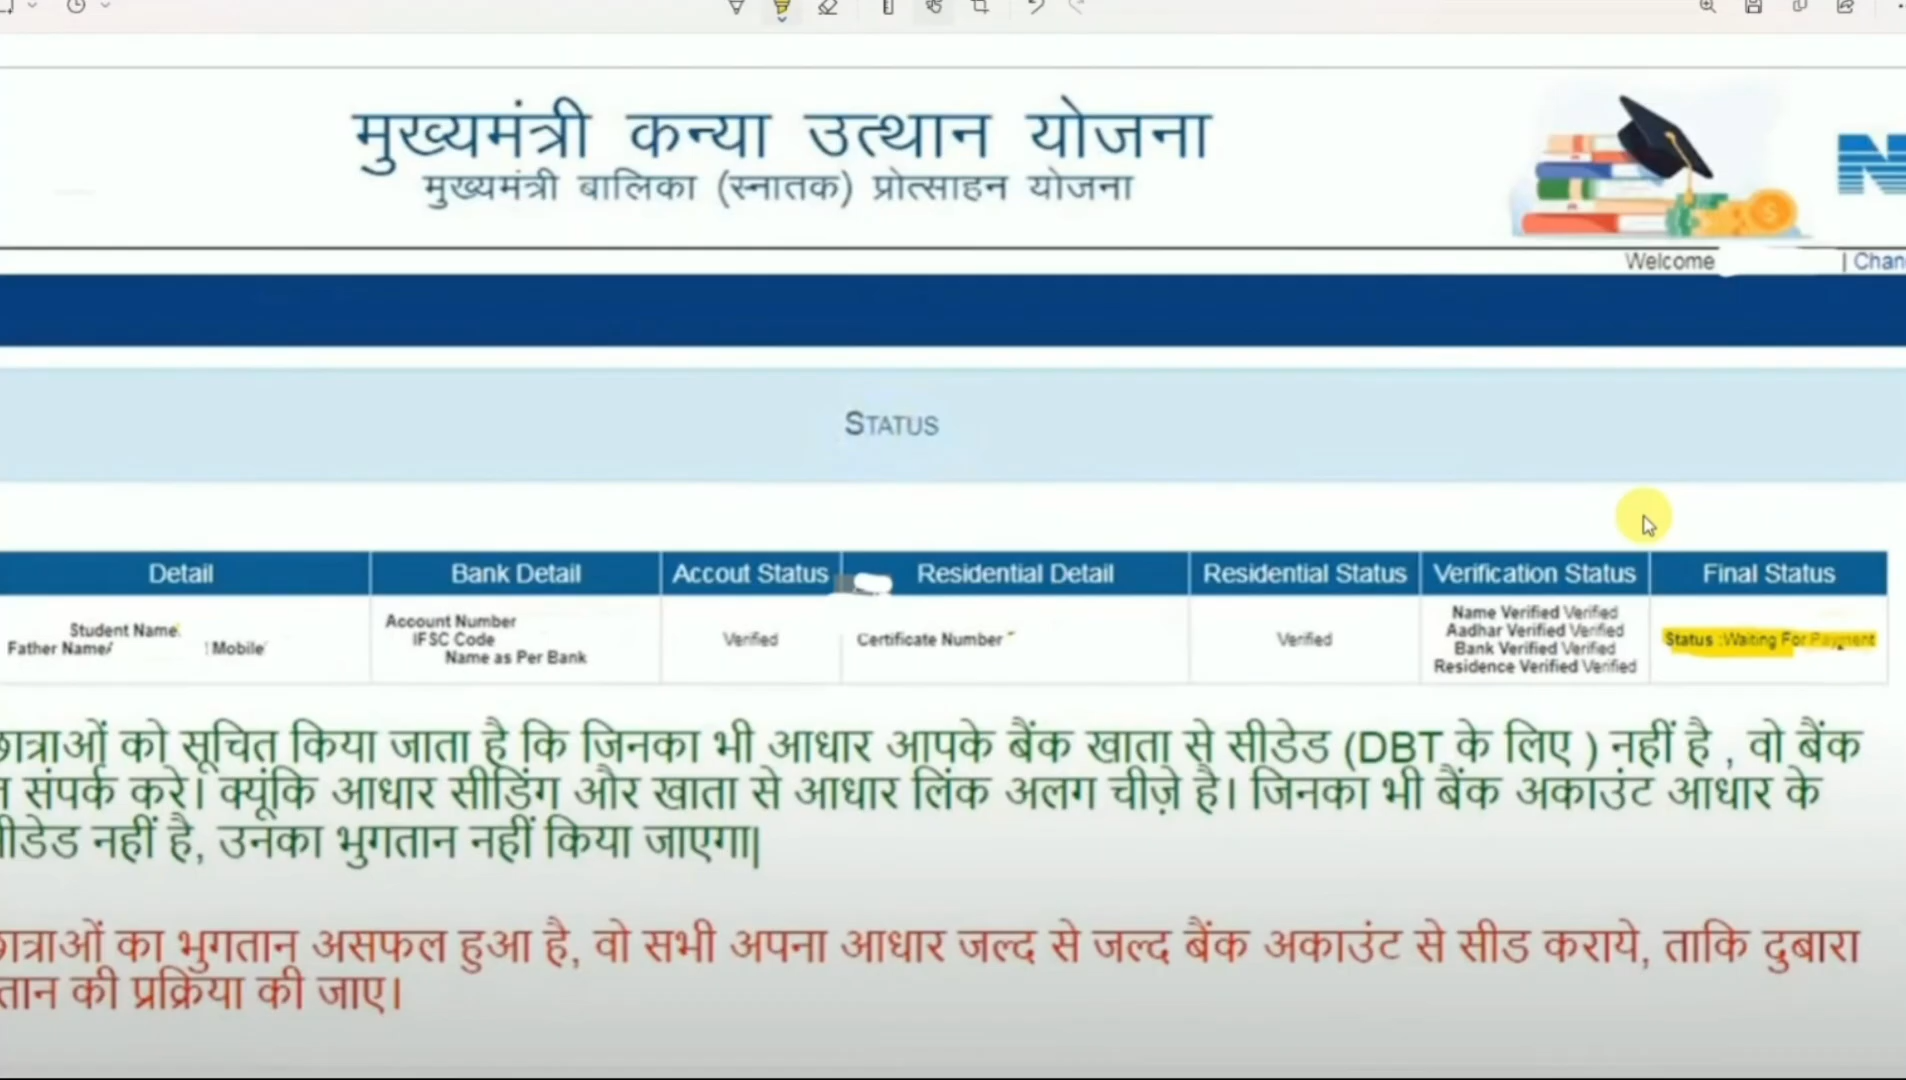 मुख्यमंत्री कन्या उत्थान योजना
मुख्यमंत्री बालिका (स्नातक) प्रोत्साहन योजना
Welcome | Chan
STATUS
Detail Bank Detail Accout Status Residential Detail Residential Status Verification Status Final Status
Student Name
Father Name/ Mobile
Account Number
IFSC Code
Name as Per Bank
Verified
Certificate Number
Verified
Name Verified Verified
Aadhar Verified Verified
Bank Verified Verified
Residence Verified Verified
Status :Waiting For Payment
छात्राओं को सूचित किया जाता है कि जिनका भी आधार आपके बैंक खाता से सीडेड (DBT के लिए ) नहीं है , वो बैंक
संपर्क करे। क्यूंकि आधार सीडिंग और खाता से आधार लिंक अलग चीज़े है। जिनका भी बैंक अकाउंट आधार के
ीडेड नहीं है, उनका भुगतान नहीं किया जाएगा|
छात्राओं का भुगतान असफल हुआ है, वो सभी अपना आधार जल्द से जल्द बैंक अकाउंट से सीड कराये, ताकि दुबारा
तान की प्रक्रिया की जाए।